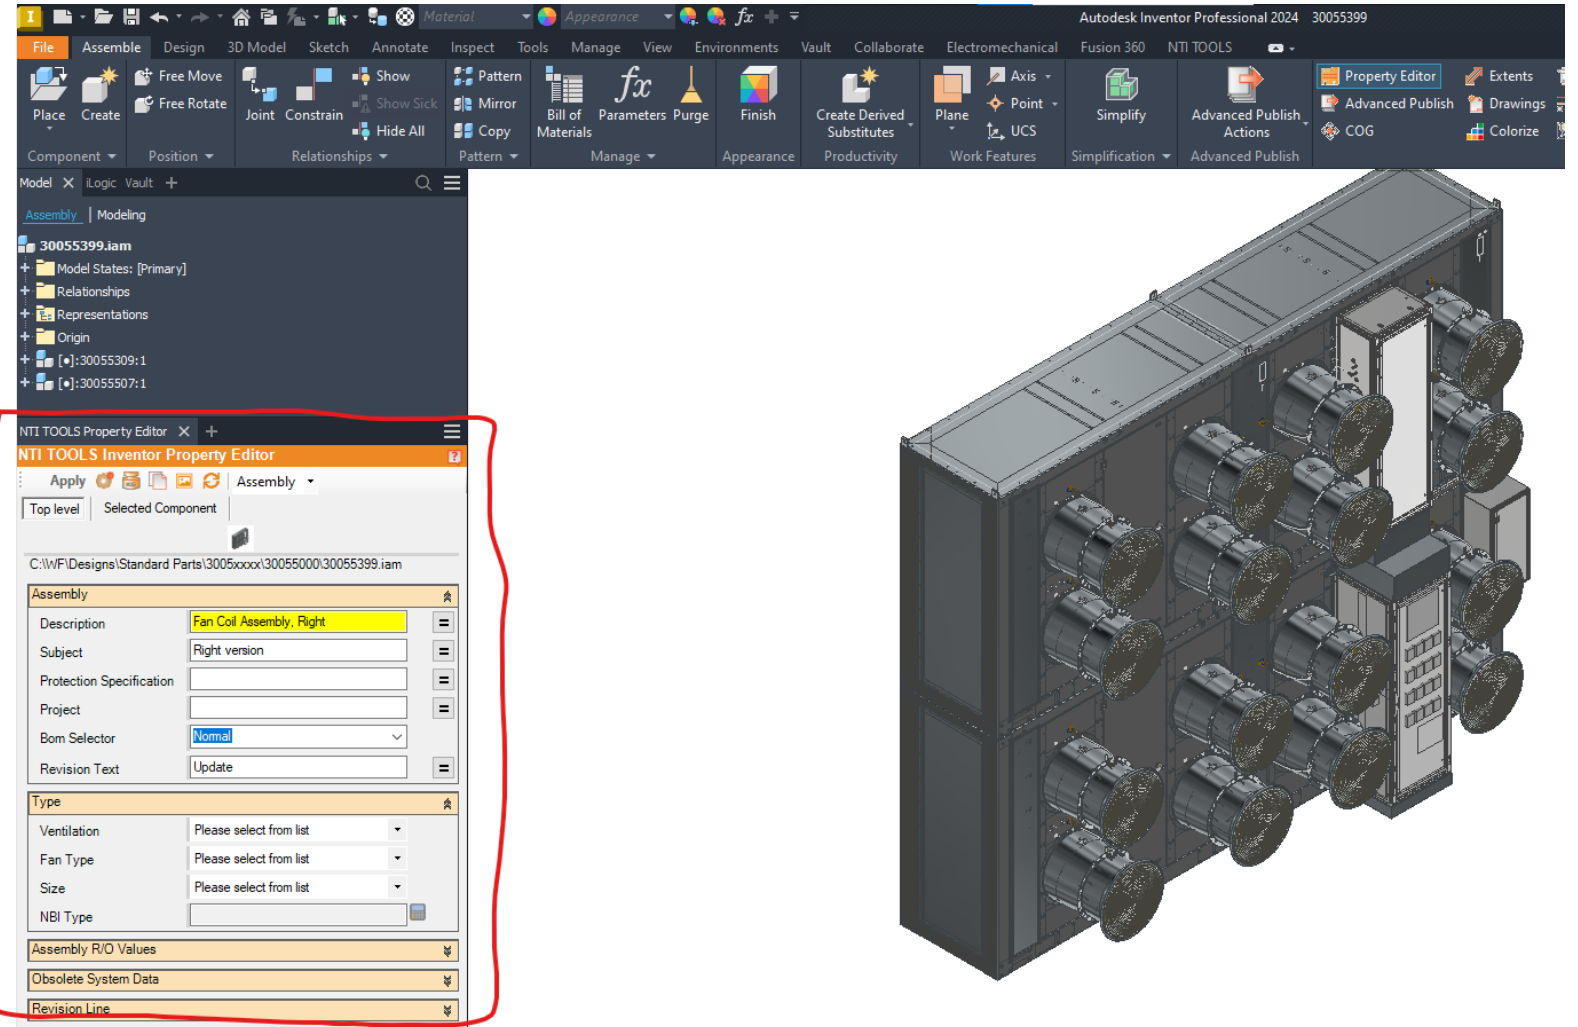 Material
Appearance
fx
Autodesk Inventor Professional 2024 30055399
File Assemble Design 3D Model Sketch Annotate Inspect Tools Manage View Environments Vault Collaborate Electromechanical Fusion 360 NTI TOOLS
Place
Create
Free Move
Free Rotate
Joint
Constrain
Show
Show Sick
Hide All
Pattern
Mirror
Copy
Bill of
Materials
fx
Parameters
Purge
Finish
Create Derived
Substitutes
Plane
Axis
Point
UCS
Simplify
Advanced Publish
Actions
Property Editor
Advanced Publish
COG
Extents
Drawings
Colorize
Component Position Relationships Pattern Manage Appearance Productivity Work Features Simplification Advanced Publish
Model iLogic Vault
Assembly | Modeling
30055399.iam
Model States: [Primary]
Relationships
Representations
Origin
[•]:30055309:1
[•]:30055507:1
NTI TOOLS Property Editor
NTI TOOLS Inventor Property Editor
Apply Assembly
Top level Selected Component
C:\WF\Designs\Standard Parts\3005xxxx\30055000\30055399.iam
Assembly
Description Fan Coil Assembly, Right =
Subject Right version =
Protection Specification =
Project =
Bom Selector Normal
Revision Text Update =
Type
Ventilation Please select from list
Fan Type Please select from list
Size Please select from list
NBI Type
Assembly R/O Values
Obsolete System Data
Revision Line